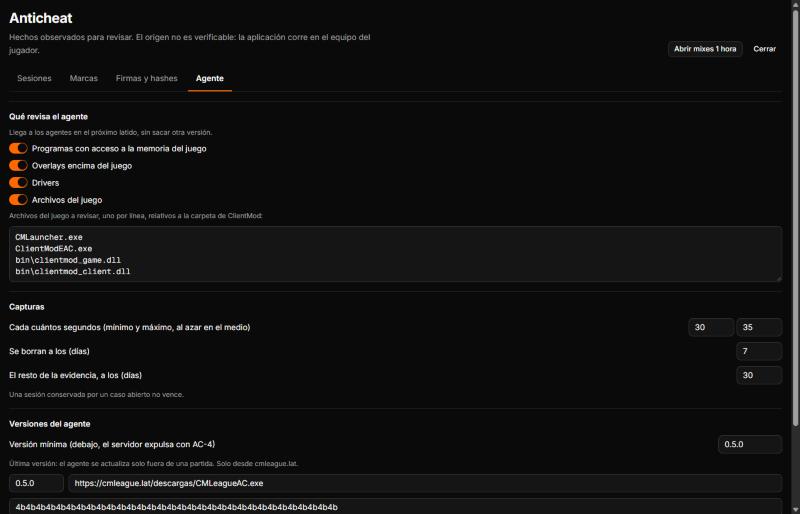 Anticheat
Hechos observados para revisar. El origen no es verificable: la aplicación corre en el equipo del
jugador.
Abrir mixes 1 hora
Cerrar
Sesiones
Marcas
Firmas y hashes
Agente
Qué revisa el agente
Llega a los agentes en el próximo latido, sin sacar otra versión.
Programas con acceso a la memoria del juego
Overlays encima del juego
Drivers
Archivos del juego
Archivos del juego a revisar, uno por línea, relativos a la carpeta de ClientMod:
CMLauncher.exe
ClientModEAC.exe
bin\clientmod_game.dll
bin\clientmod_client.dll
Capturas
Cada cuántos segundos (mínimo y máximo, al azar en el medio)
30
35
Se borran a los (días)
7
El resto de la evidencia, a los (días)
30
Una sesión conservada por un caso abierto no vence.
Versiones del agente
Versión mínima (debajo, el servidor expulsa con AC-4)
0.5.0
Última versión: el agente se actualiza solo fuera de una partida. Solo desde cmleague.lat.
0.5.0
https://cmleague.lat/descargas/CMLeagueAC.exe
4b4b4b4b4b4b4b4b4b4b4b4b4b4b4b4b4b4b4b4b4b4b4b4b4b4b4b4b4b4b4b4b